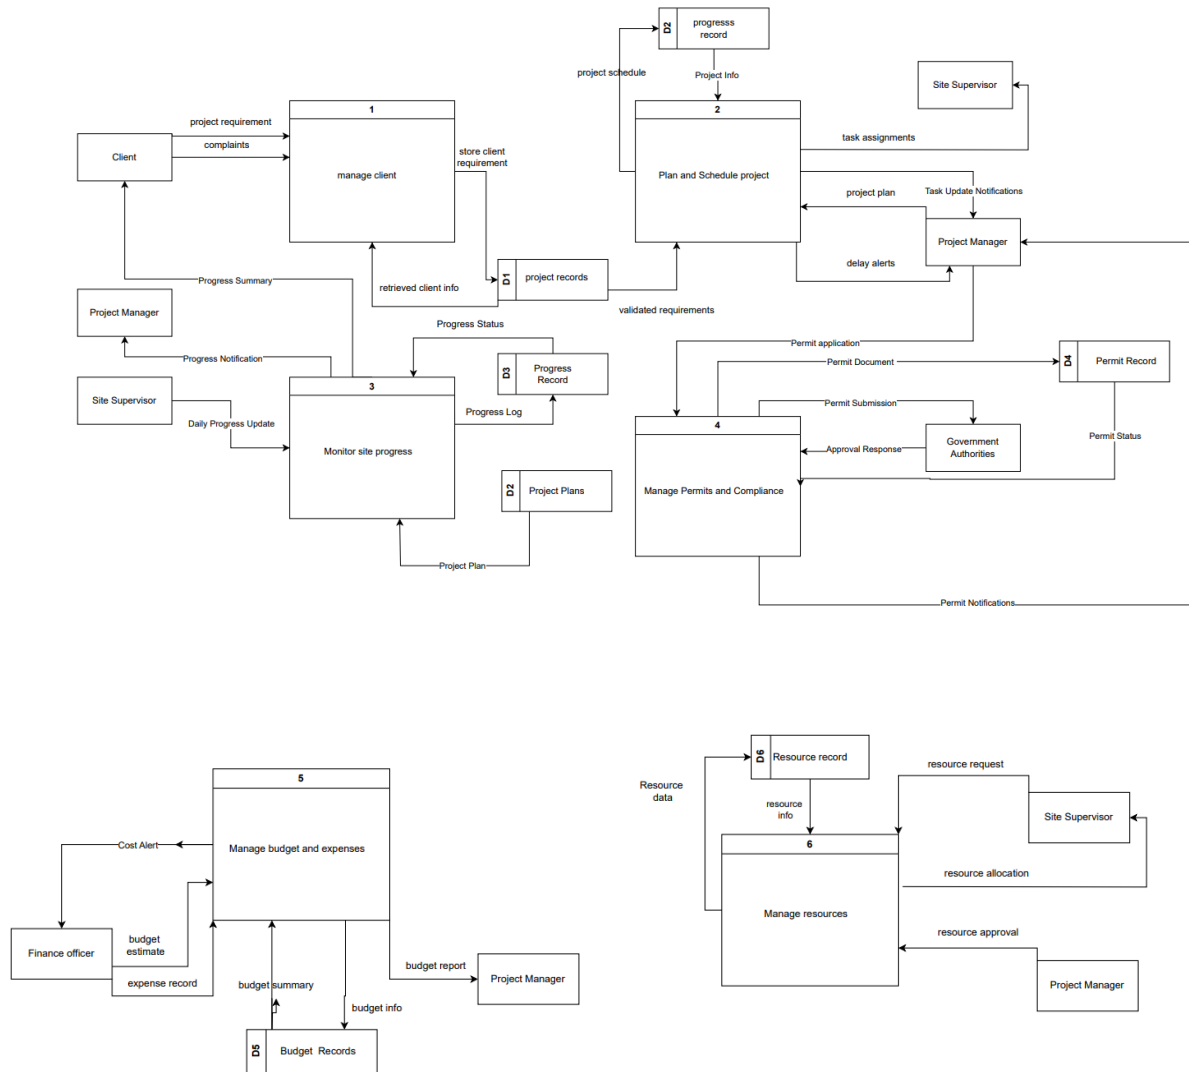 D2
progresss
record
project schedule
Project Info
Site Supervisor
1
2
project requirement
task assignments
complaints
store client
requirement
Client
manage client
Plan and Schedule project
project plan
Task Update Notifications
Project Manager
delay alerts
Progress Summary
retrieved client info
D1
project records
validated requirements
Project Manager
Progress Status
Permit application
Progress Notification
Permit Document
D4
Permit Record
D3
Progress
Record
3
Site Supervisor
Progress Log
Permit Submission
Daily Progress Update
4
Government
Authorities
Permit Status
Approval Response
Monitor site progress
D2
Project Plans
Manage Permits and Compliance
Project Plan
Permit Notifications
D6
Resource record
resource request
5
Resource
data
resource
info
Site Supervisor
Cost Alert
Manage budget and expenses
6
resource allocation
Manage resources
resource approval
Finance officer
budget
estimate
budget report
Project Manager
expense record
budget summary
Project Manager
budget info
D5
Budget Records